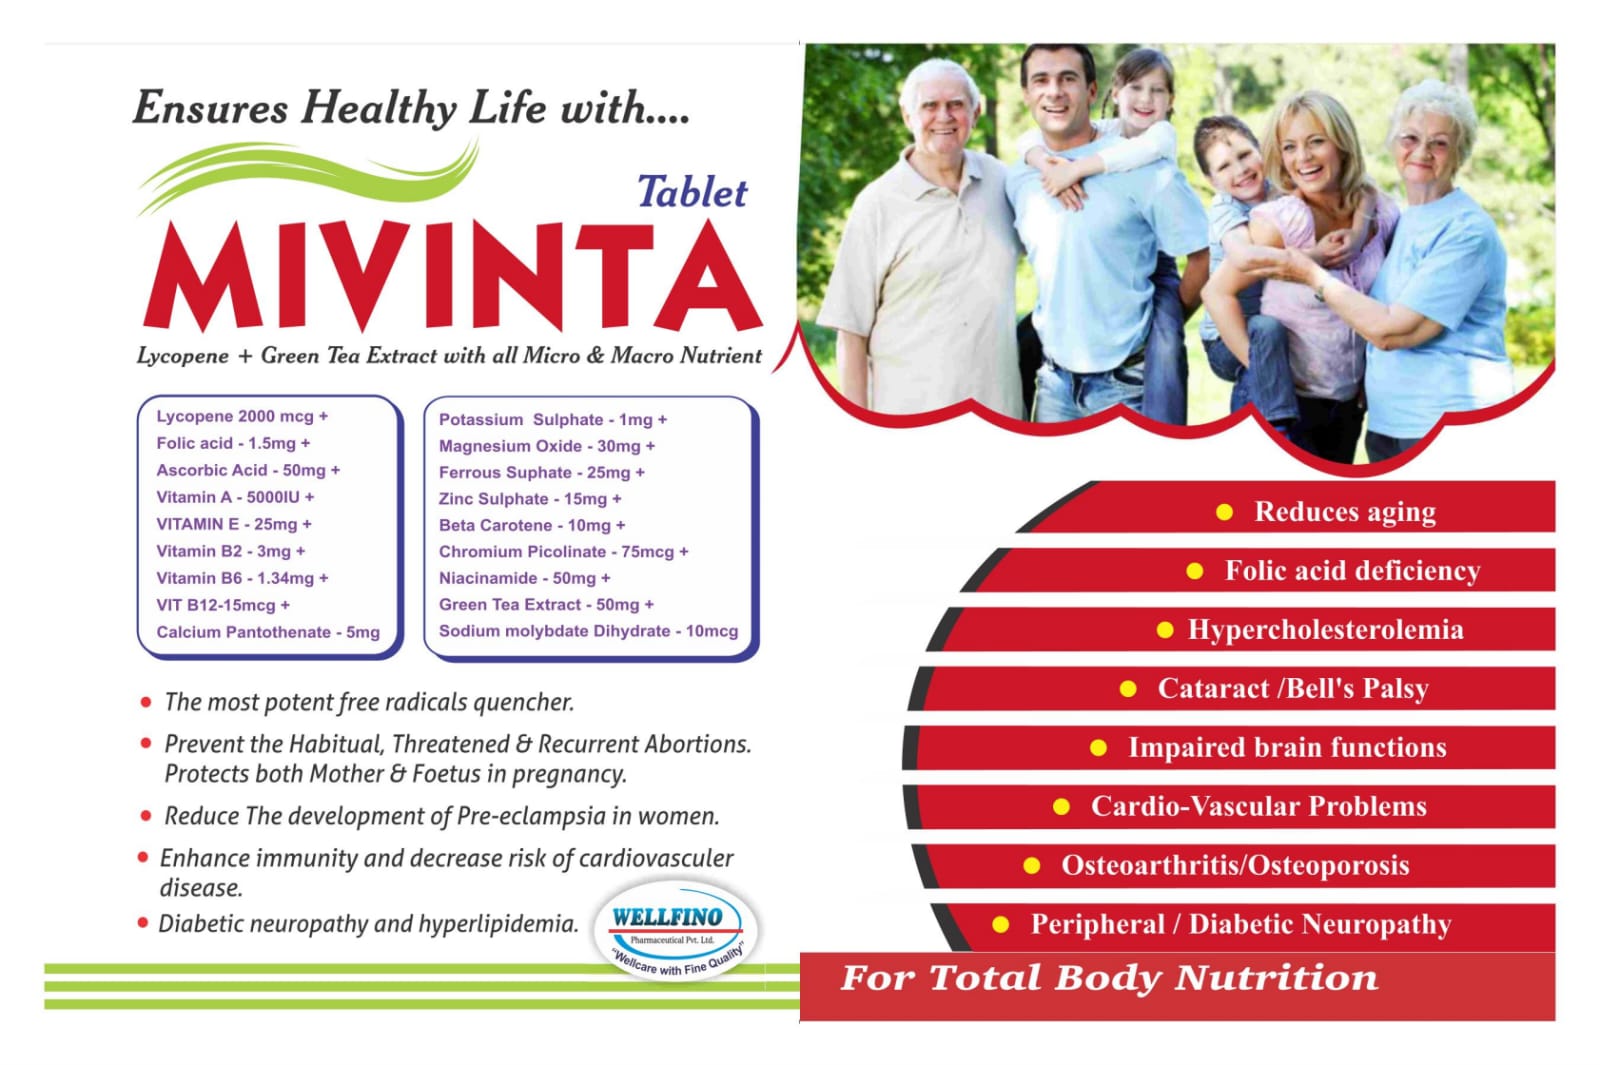 Ensures Healthy Life with....
Tablet
MIVINTA
Lycopene + Green Tea Extract with all Micro & Macro Nutrient
Lycopene 2000 mcg +
Folic acid - 1.5mg +
Ascorbic Acid - 50mg +
Vitamin A - 5000IU +
VITAMIN E - 25mg +
Vitamin B2 - 3mg +
Vitamin B6 - 1.34mg +
VIT B12-15mcg +
Calcium Pantothenate - 5mg
Potassium Sulphate - 1mg +
Magnesium Oxide - 30mg +
Ferrous Suphate - 25mg +
Zinc Sulphate - 15mg +
Beta Carotene - 10mg +
Chromium Picolinate - 75mcg +
Niacinamide - 50mg +
Green Tea Extract - 50mg +
Sodium molybdate Dihydrate - 10mcg
• The most potent free radicals quencher.
• Prevent the Habitual, Threatened & Recurrent Abortions.
Protects both Mother & Foetus in pregnancy.
• Reduce The development of Pre-eclampsia in women.
• Enhance immunity and decrease risk of cardiovasculer
disease.
• Diabetic neuropathy and hyperlipidemia.
WELLFINO
Pharmaceutical Pvt. Ltd.
"Wellcare with Fine Quality"
• Reduces aging
• Folic acid deficiency
• Hypercholesterolemia
• Cataract /Bell's Palsy
• Impaired brain functions
• Cardio-Vascular Problems
• Osteoarthritis/Osteoporosis
• Peripheral / Diabetic Neuropathy
For Total Body Nutrition